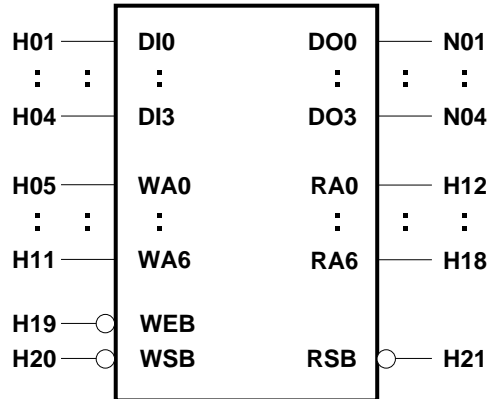 H01 DI0 DO0 N01
: : : : : :
H04 DI3 DO3 N04
H05 WA0 RA0 H12
: : : : : :
H11 WA6 RA6 H18
H19 WEB
H20 WSB RSB H21